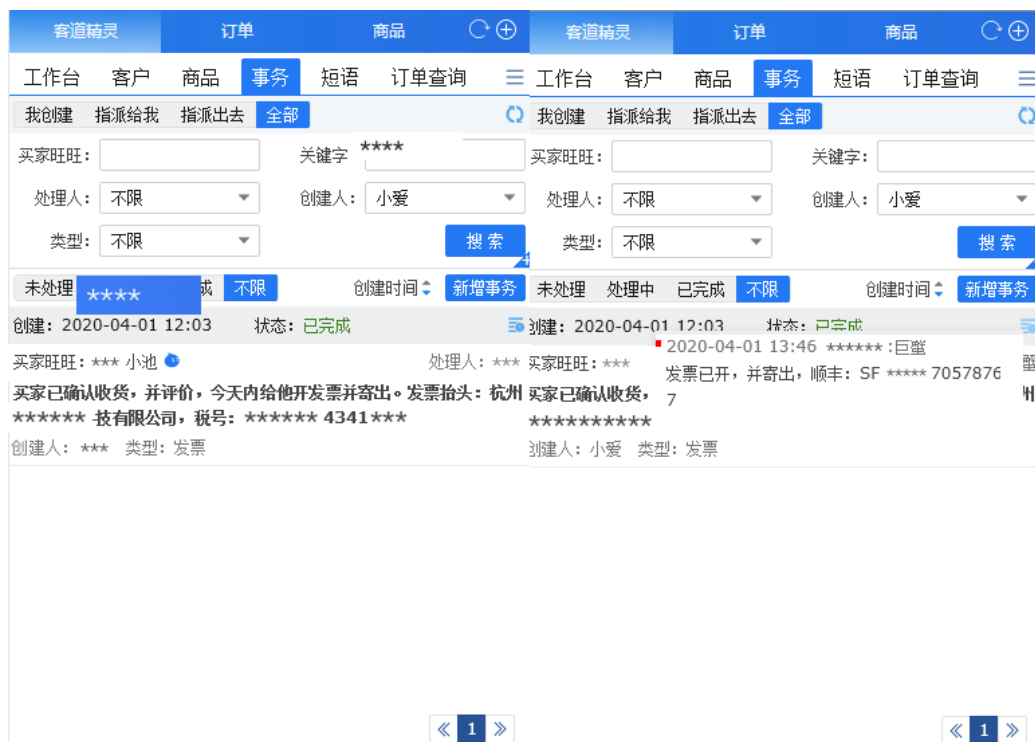 客道精灵 订单 商品
工作台 客户 商品 事务 短语 订单查询
我创建 指派给我 指派出去 全部
买家旺旺： 关键字 ****
处理人： 不限 创建人： 小爱
类型： 不限 搜 索
未处理 **** 成 不限 创建时间 新增事务
创建：2020-04-01 12:03 状态：已完成
买家旺旺：*** 小池 处理人：***
买家已确认收货，并评价，今天内给他开发票并寄出。发票抬头：杭州
****** 技有限公司，税号：****** 4341***
创建人：*** 类型：发票
« 1 »
客道精灵 订单 商品
工作台 客户 商品 事务 短语 订单查询
我创建 指派给我 指派出去 全部
买家旺旺： 关键字：
处理人： 不限 创建人： 小爱
类型： 不限 搜 索
未处理 处理中 已完成 不限 创建时间 新增事务
创建：2020-04-01 12:03 状态：已完成
2020-04-01 13:46 ****** :巨蜇
买家旺旺：***
发票已开，并寄出，顺丰：SF ***** 7057876
7
买家已确认收货， 州
**********
创建人：小爱 类型：发票
« 1 »